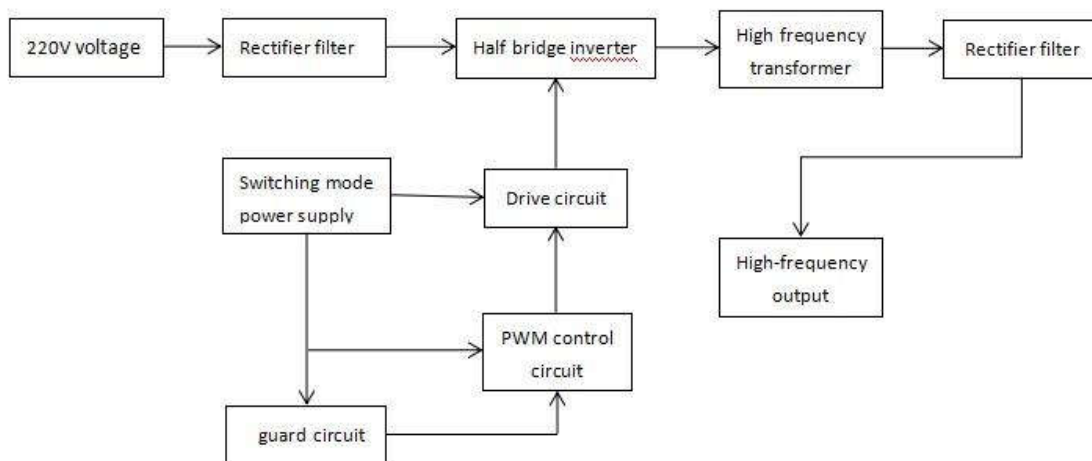 220V voltage
Rectifier filter
Half bridge inverter
High frequency
transformer
Rectifier filter
Switching mode
power supply
Drive circuit
High-frequency
output
PWM control
circuit
guard circuit